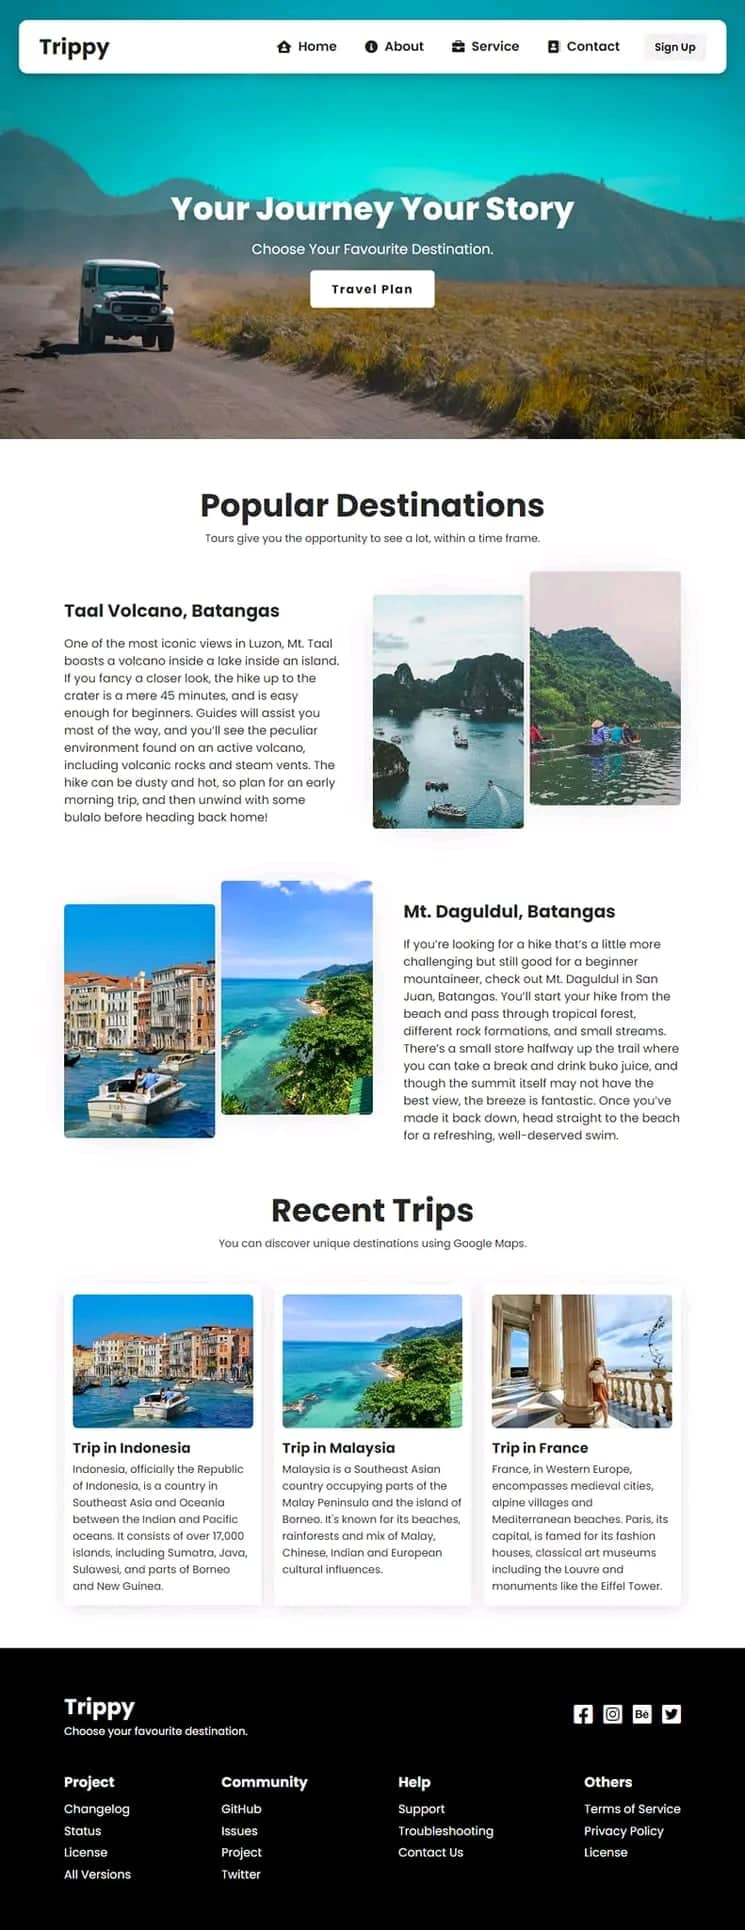 Trippy
Home
About
Service
Contact
Sign Up
Your Journey Your Story
Choose Your Favourite Destination.
Travel Plan
Popular Destinations
Tours give you the opportunity to see a lot, within a time frame.
Taal Volcano, Batangas
One of the most iconic views in Luzon, Mt. Taal
boasts a volcano inside a lake inside an island.
If you fancy a closer look, the hike up to the
crater is a mere 45 minutes, and is easy
enough for beginners. Guides will assist you
most of the way, and you'll see the peculiar
environment found on an active volcano,
including volcanic rocks and steam vents. The
hike can be dusty and hot, so plan for an early
morning trip, and then unwind with some
bulalo before heading back home!
Mt. Daguldul, Batangas
If you're looking for a hike that's a little more
challenging but still good for a beginner
mountaineer, check out Mt. Daguldul in San
Juan, Batangas. You'll start your hike from the
beach and pass through tropical forest,
different rock formations, and small streams.
There's a small store halfway up the trail where
you can take a break and drink buko juice, and
though the summit itself may not have the
best view, the breeze is fantastic. Once you've
made it back down, head straight to the beach
for a refreshing, well-deserved swim.
Recent Trips
You can discover unique destinations using Google Maps.
Trip in Indonesia
Indonesia, officially the Republic
of Indonesia, is a country in
Southeast Asia and Oceania
between the Indian and Pacific
oceans. It consists of over 17,000
islands, including Sumatra, Java,
Sulawesi, and parts of Borneo
and New Guinea.
Trip in Malaysia
Malaysia is a Southeast Asian
country occupying parts of the
Malay Peninsula and the island of
Borneo. It's known for its beaches,
rainforests and mix of Malay,
Chinese, Indian and European
cultural influences.
Trip in France
France, in Western Europe,
encompasses medieval cities,
alpine villages and
Mediterranean beaches. Paris, its
capital, is famed for its fashion
houses, classical art museums
including the Louvre and
monuments like the Eiffel Tower.
Trippy
Choose your favourite destination.
Bē
Project
Changelog
Status
License
All Versions
Community
GitHub
Issues
Project
Twitter
Help
Support
Troubleshooting
Contact Us
Others
Terms of Service
Privacy Policy
License